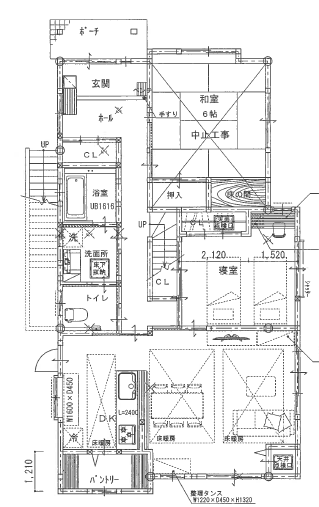 ポーチ
玄関
ホール
手すり
和室
6帖
中止工事
CL
UP
浴室
UB1616
押入
床の間
洗
洗面所
床下
収納
UP
CL
2,120
1,520
寝室
トイレ
W1600×D450
D.K
L=2400
冷
床暖房
床暖房
床暖房
1,210
パントリー
整理タンス
W1220×D450×H1320
天井
点検口